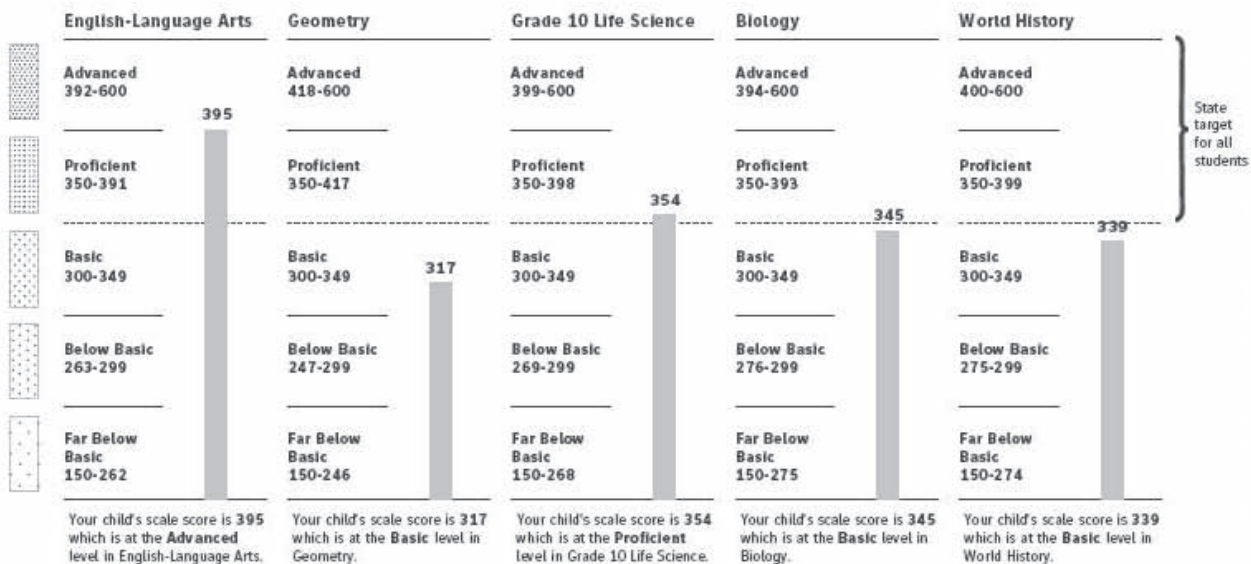 English-Language Arts
Advanced
392-600
395
Proficient
350-391
Basic
300-349
Below Basic
263-299
Far Below
Basic
150-262
Your child's scale score is 395
which is at the Advanced
level in English-Language Arts.
Geometry
Advanced
418-600
Proficient
350-417
Basic
300-349
317
Below Basic
247-299
Far Below
Basic
150-246
Your child's scale score is 317
which is at the Basic level in
Geometry.
Grade 10 Life Science
Advanced
399-600
Proficient
350-398
354
Basic
300-349
Below Basic
269-299
Far Below
Basic
150-268
Your child's scale score is 354
which is at the Proficient
level in Grade 10 Life Science.
Biology
Advanced
394-600
Proficient
350-393
345
Basic
300-349
Below Basic
276-299
Far Below
Basic
150-275
Your child's scale score is 345
which is at the Basic level in
Biology.
World History
Advanced
400-600
Proficient
350-399
339
Basic
300-349
Below Basic
275-299
Far Below
Basic
150-274
Your child's scale score is 339
which is at the Basic level in
World History.
State
target
for all
students